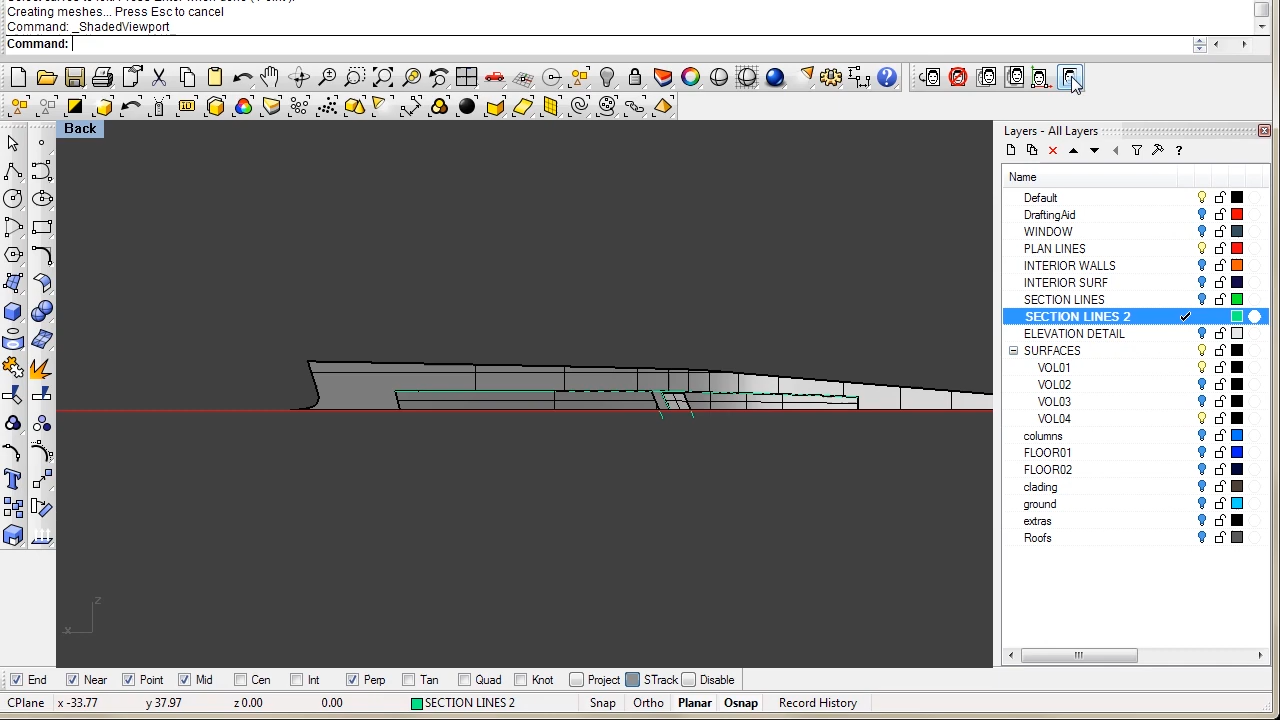 Creating meshes... Press Esc to cancel
Command: _ShadedViewport
Command:
Back
Layers - All Layers
Name
Default
DraftingAid
WINDOW
PLAN LINES
INTERIOR WALLS
INTERIOR SURF
SECTION LINES
SECTION LINES 2
ELEVATION DETAIL
SURFACES
VOL01
VOL02
VOL03
VOL04
columns
FLOOR01
FLOOR02
clading
ground
extras
Roofs
z
x
End Near Point Mid Cen Int Perp Tan Quad Knot Project STrack Disable
CPlane x -33.77 y 37.97 z 0.00 0.00 SECTION LINES 2 Snap Ortho Planar Osnap Record History